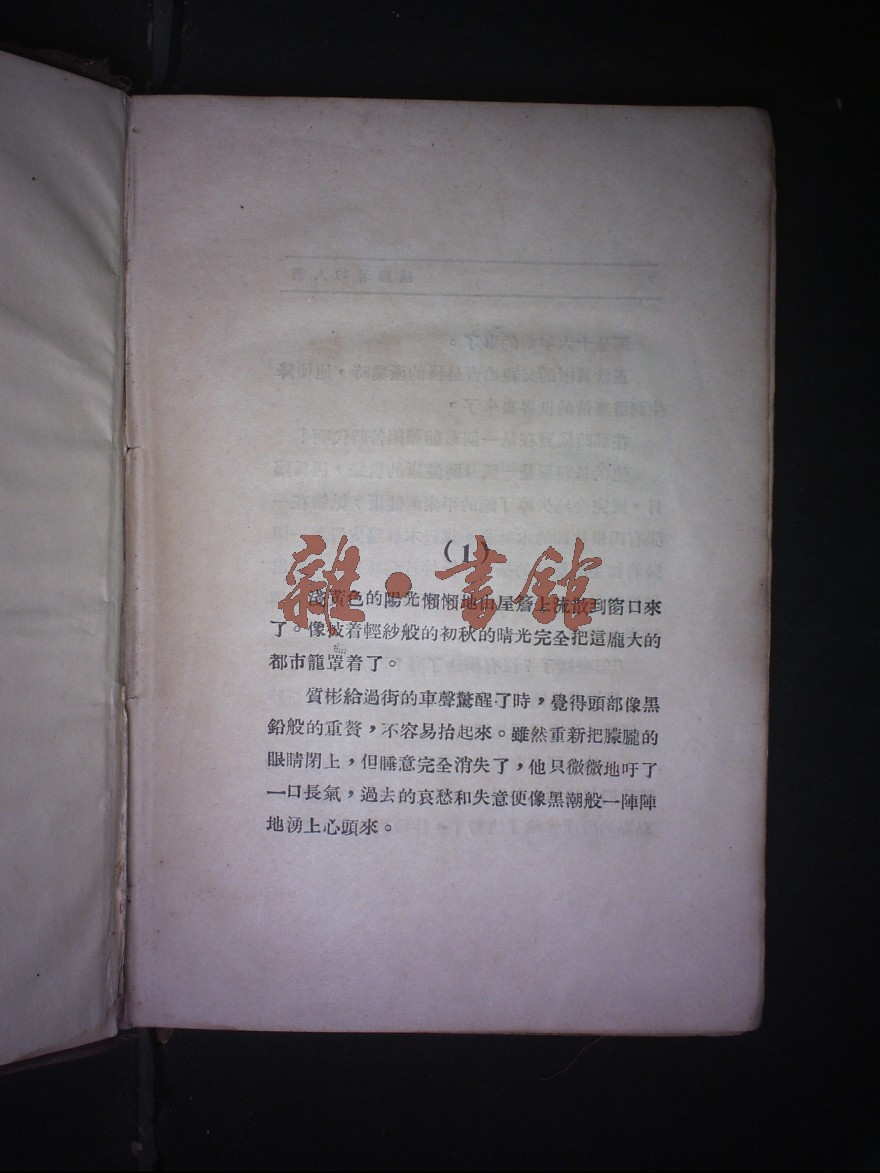 (1)
淺黃色的陽光懶懶地由屋簷上流散到窗口來
了。像被着輕紗般的初秋的晴光完全把這龐大的
都市籠罩着了。
質彬給過街的車聲驚醒了時，覺得頭部像黑
鉛般的重贅，不容易抬起來。雖然重新把朦朧的
眼睛閉上，但睡意完全消失了，他只微微地吁了
一口長氣，過去的哀愁和失意便像黑潮般一陣陣
地湧上心頭來。
雜·書館